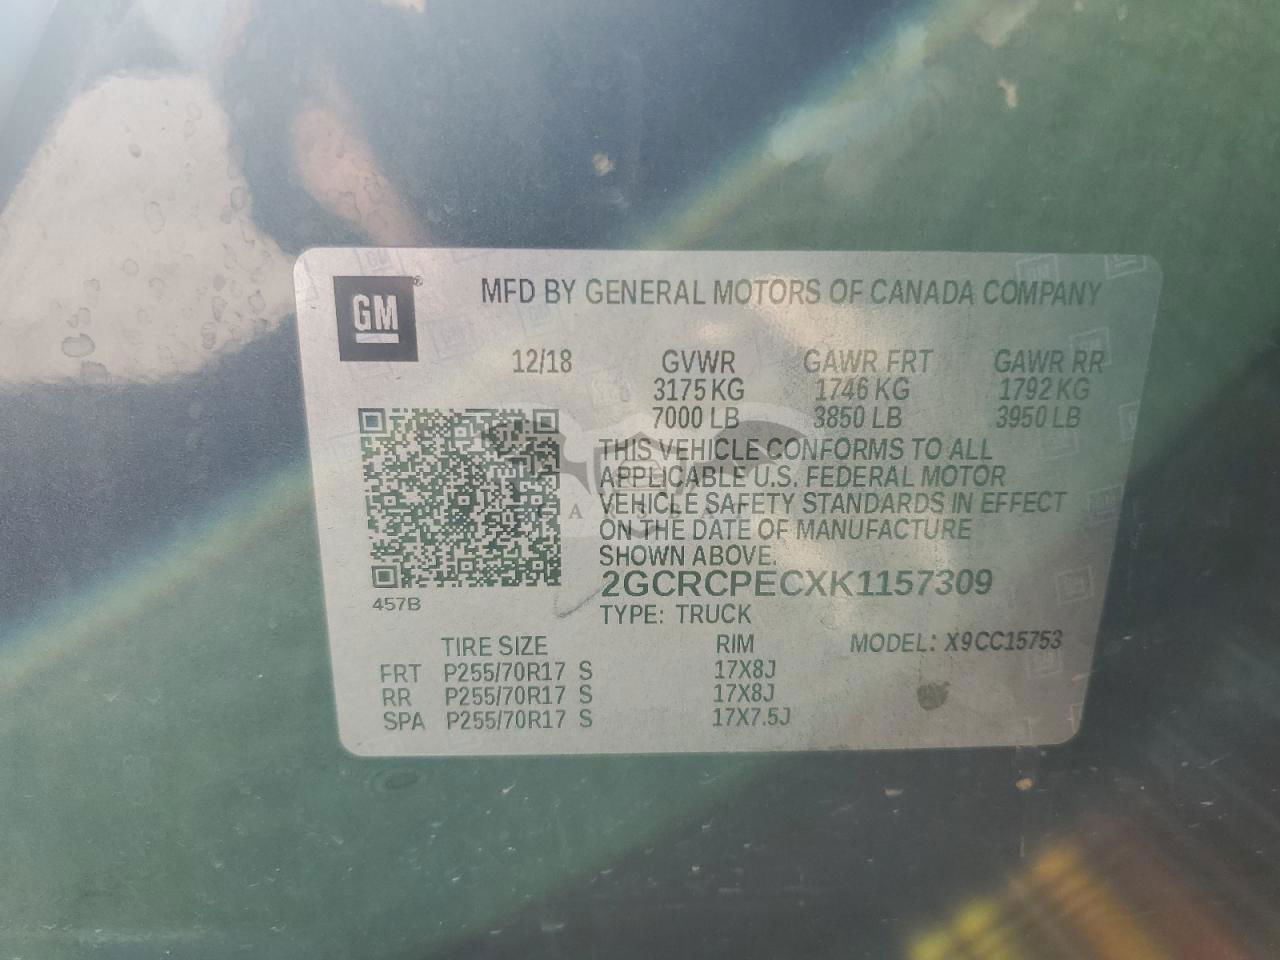 GM®
MFD BY GENERAL MOTORS OF CANADA COMPANY
12/18 GVWR GAWR FRT GAWR RR
3175 KG 1746 KG 1792 KG
7000 LB 3850 LB 3950 LB
THIS VEHICLE CONFORMS TO ALL
APPLICABLE U.S. FEDERAL MOTOR
VEHICLE SAFETY STANDARDS IN EFFECT
ON THE DATE OF MANUFACTURE
SHOWN ABOVE.
2GCRCPECXK1157309
457B
TYPE: TRUCK
TIRE SIZE RIM MODEL: X9CC15753
FRT P255/70R17 S 17X8J
RR P255/70R17 S 17X8J
SPA P255/70R17 S 17X7.5J